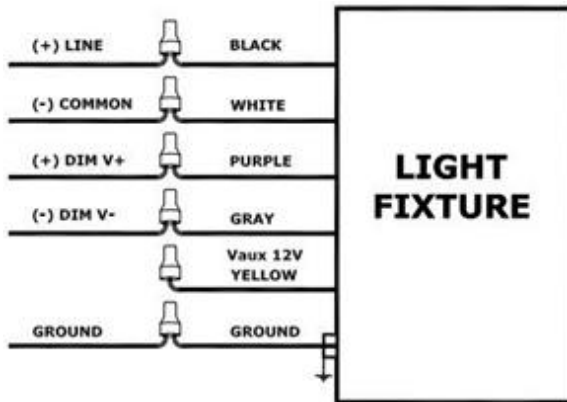 (+) LINE
BLACK
(-) COMMON
WHITE
(+) DIM V+
PURPLE
(-) DIM V-
GRAY
Vaux 12V
YELLOW
GROUND
GROUND
LIGHT
FIXTURE